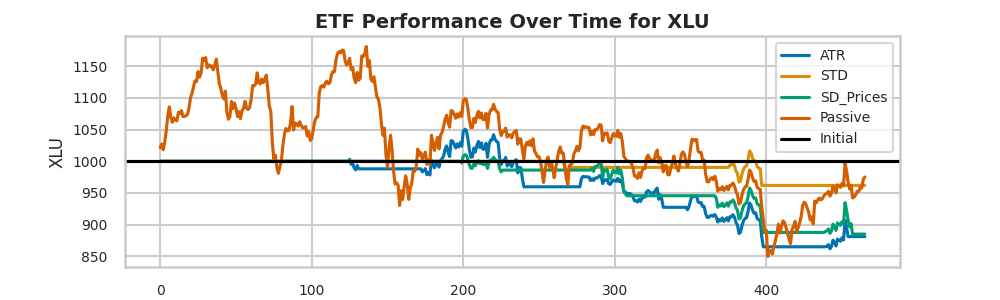 ETF Performance Over Time for XLU
XLU
1150
1100
1050
1000
950
900
850
0
100
200
300
400
ATR
STD
SD_Prices
Passive
Initial